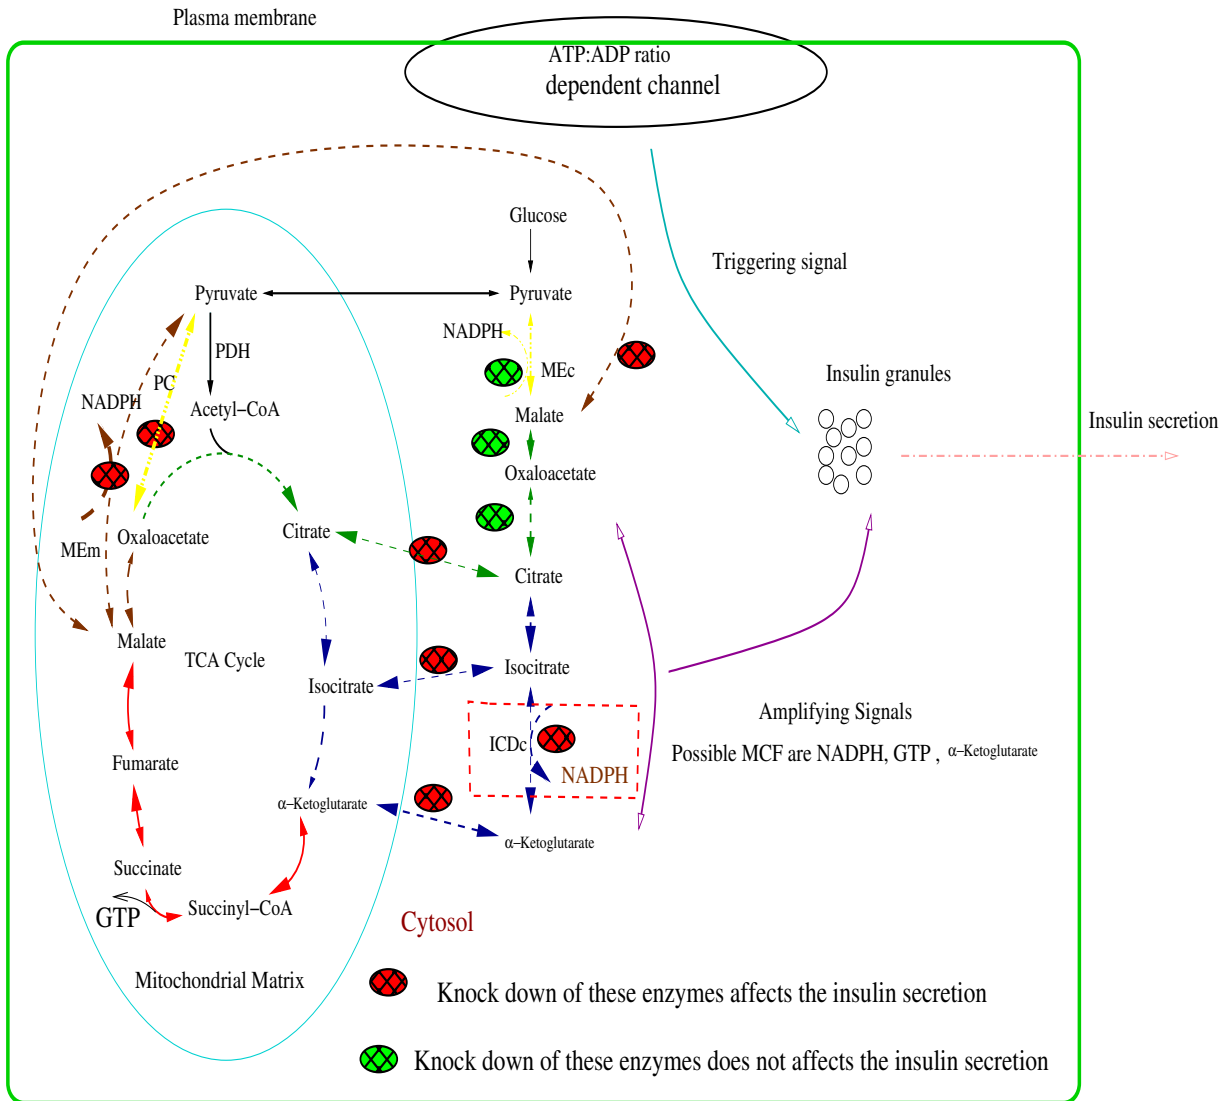 Plasma membrane
ATP:ADP ratio
dependent channel
Glucose
Triggering signal
Pyruvate
Pyruvate
NADPH
PDH
MEc
Insulin granules
PC
NADPH
Acetyl-CoA
Malate
Insulin secretion
Oxaloacetate
Oxaloacetate
Citrate
MEm
Citrate
Malate
TCA Cycle
Isocitrate
Isocitrate
Amplifying Signals
ICDc
Possible MCF are NADPH, GTP , α-Ketoglutarate
Fumarate
NADPH
α-Ketoglutarate
α-Ketoglutarate
Succinate
Succinyl-CoA
GTP
Cytosol
Mitochondrial Matrix
Knock down of these enzymes affects the insulin secretion
Knock down of these enzymes does not affects the insulin secretion